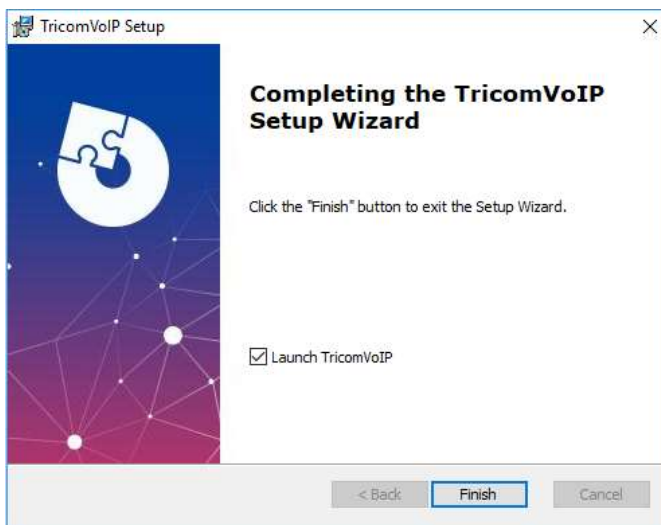 TricomVoIP Setup
Completing the TricomVoIP
Setup Wizard
Click the "Finish" button to exit the Setup Wizard.
Launch TricomVoIP
< Back Finish Cancel